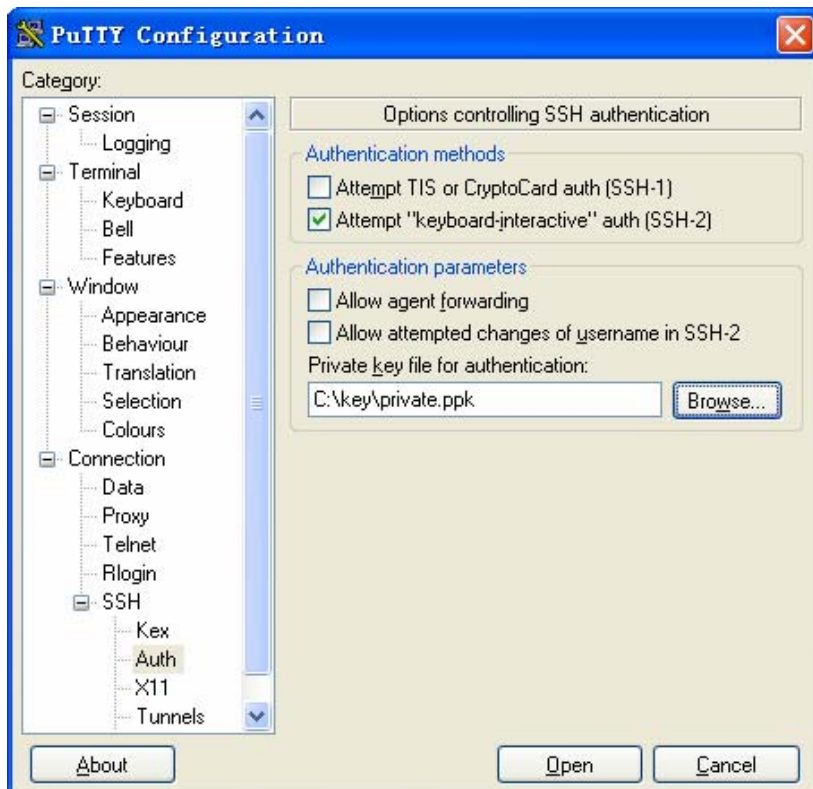 PuTTY Configuration
Category:
Session
Logging
Terminal
Keyboard
Bell
Features
Window
Appearance
Behaviour
Translation
Selection
Colours
Connection
Data
Proxy
Telnet
Rlogin
SSH
Kex
Auth
X11
Tunnels
Options controlling SSH authentication
Authentication methods
Attempt TIS or CryptoCard auth (SSH-1)
Attempt "keyboard-interactive" auth (SSH-2)
Authentication parameters
Allow agent forwarding
Allow attempted changes of username in SSH-2
Private key file for authentication:
C:\key\private.ppk
Browse...
About
Open
Cancel